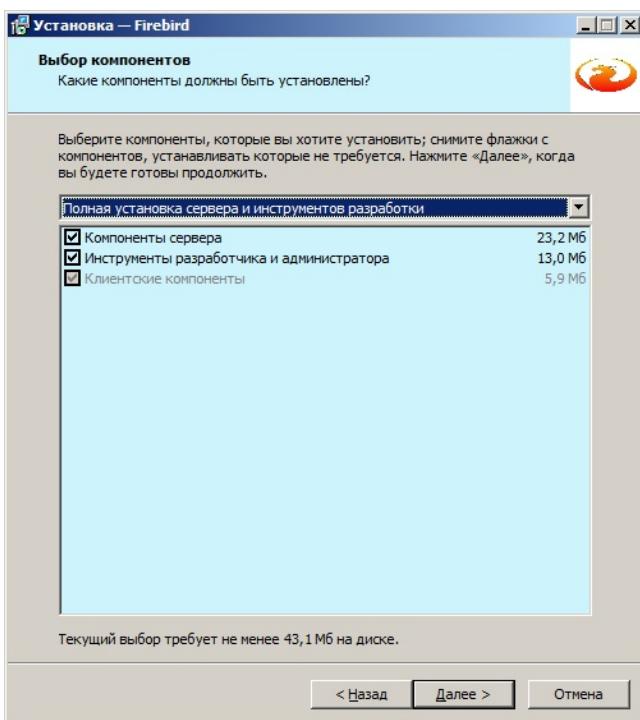 Установка — Firebird
Выбор компонентов
Какие компоненты должны быть установлены?
Выберите компоненты, которые вы хотите установить; снимите флажки с
компонентов, устанавливать которые не требуется. Нажмите «Далее», когда
вы будете готовы продолжить.
Полная установка сервера и инструментов разработки
Компоненты сервера 23,2 Мб
Инструменты разработчика и администратора 13,0 Мб
Клиентские компоненты 5,9 Мб
Текущий выбор требует не менее 43,1 Мб на диске.
< Назад Далее > Отмена